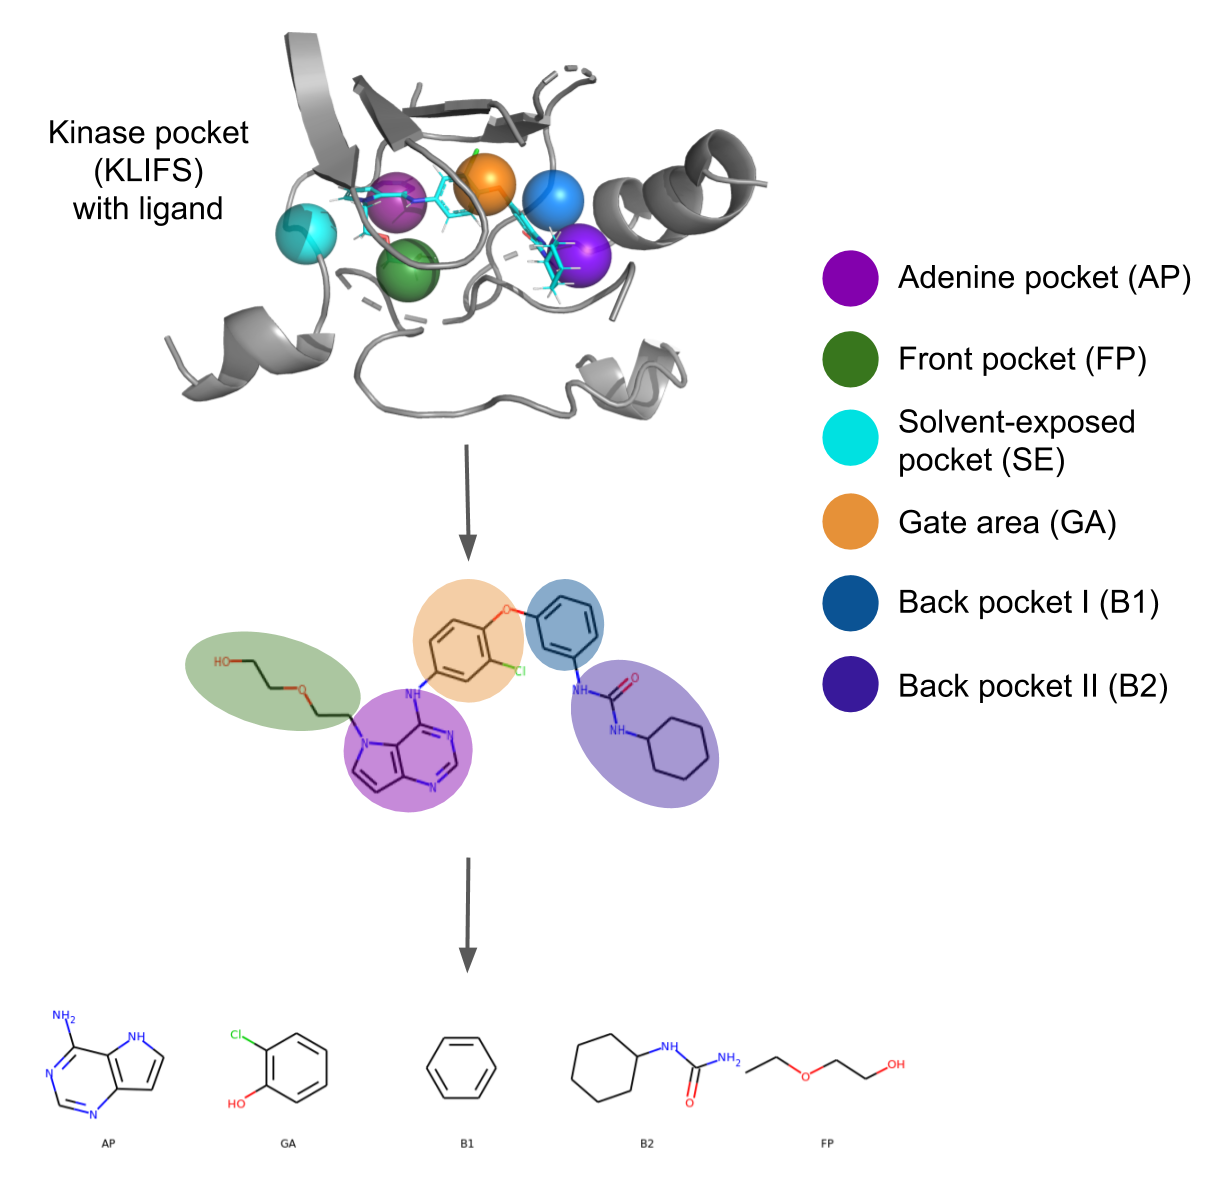 Kinase pocket
(KLIFS)
with ligand
Adenine pocket (AP)
Front pocket (FP)
Solvent-exposed
pocket (SE)
Gate area (GA)
Back pocket I (B1)
Back pocket II (B2)
O
Cl
HO
O
NH
N
N
N
NH
O
NH
NH2
N
N
NH
Cl
HO
NH
NH2
O
O
OH
AP
GA
B1
B2
FP